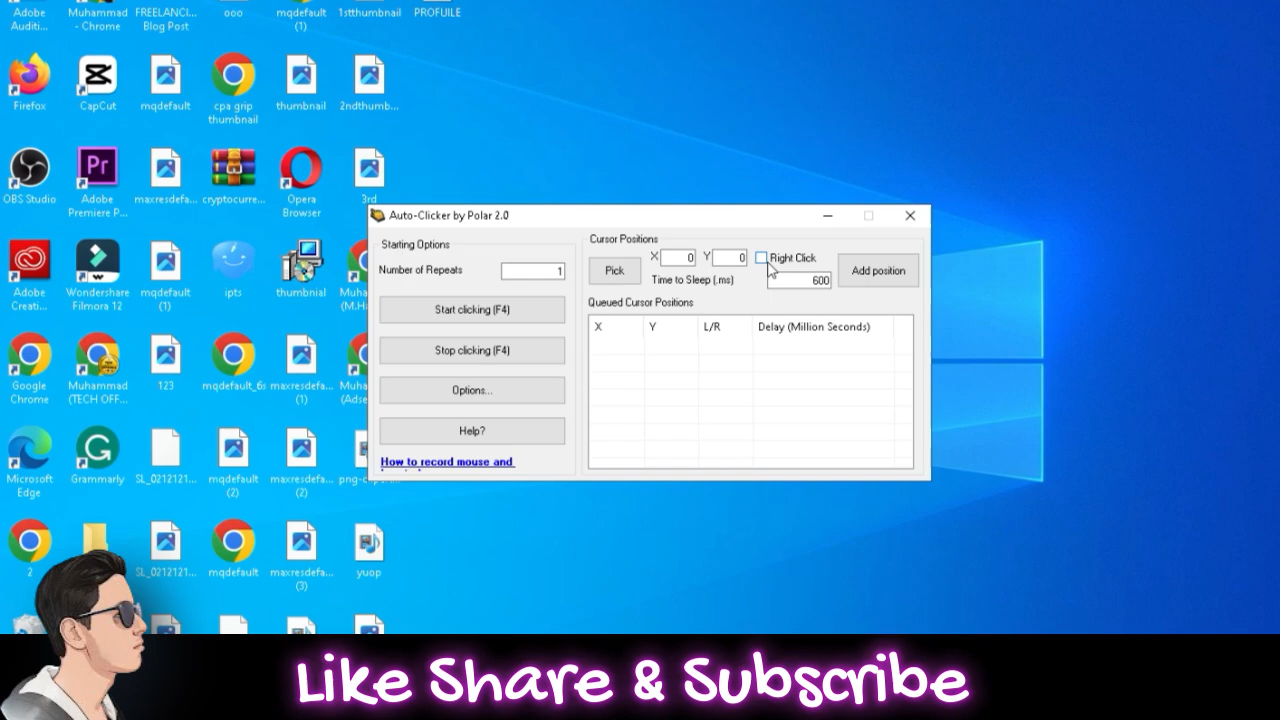 Adobe
Auditi...
Muhammad
- Chrome
FREELANCI...
Blog Post
ooo
mqdefault
(1)
1stthumbnail
PROFUILE
Firefox
CapCut
mqdefault
cpa grip
thumbnail
thumbnail
2ndthumb...
OBS Studio
Adobe
Premiere P...
maxresdefa...
cryptocurre...
Opera
Browser
3rd
Adobe
Creati...
Wondershare
Filmora 12
mqdefault
(1)
ipts
thumbnial
Google
Chrome
Muhammad
(TECH OFF...
123
mqdefault_6s
maxresdefa...
(1)
Microsoft
Edge
Grammarly
SL_0212121...
mqdefault
(2)
maxresdefa...
(2)
2
SL_0212121...
mqdefault
maxresdefa...
(3)
yuop
Auto-Clicker by Polar 2.0
Starting Options
Number of Repeats
1
Start clicking (F4)
Stop clicking (F4)
Options...
Help?
How to record mouse and
Cursor Positions
Pick
X 0 Y 0 Right Click
Time to Sleep (.ms) 600
Add position
Queued Cursor Positions
X Y L/R Delay (Million Seconds)
Like Share & Subscribe